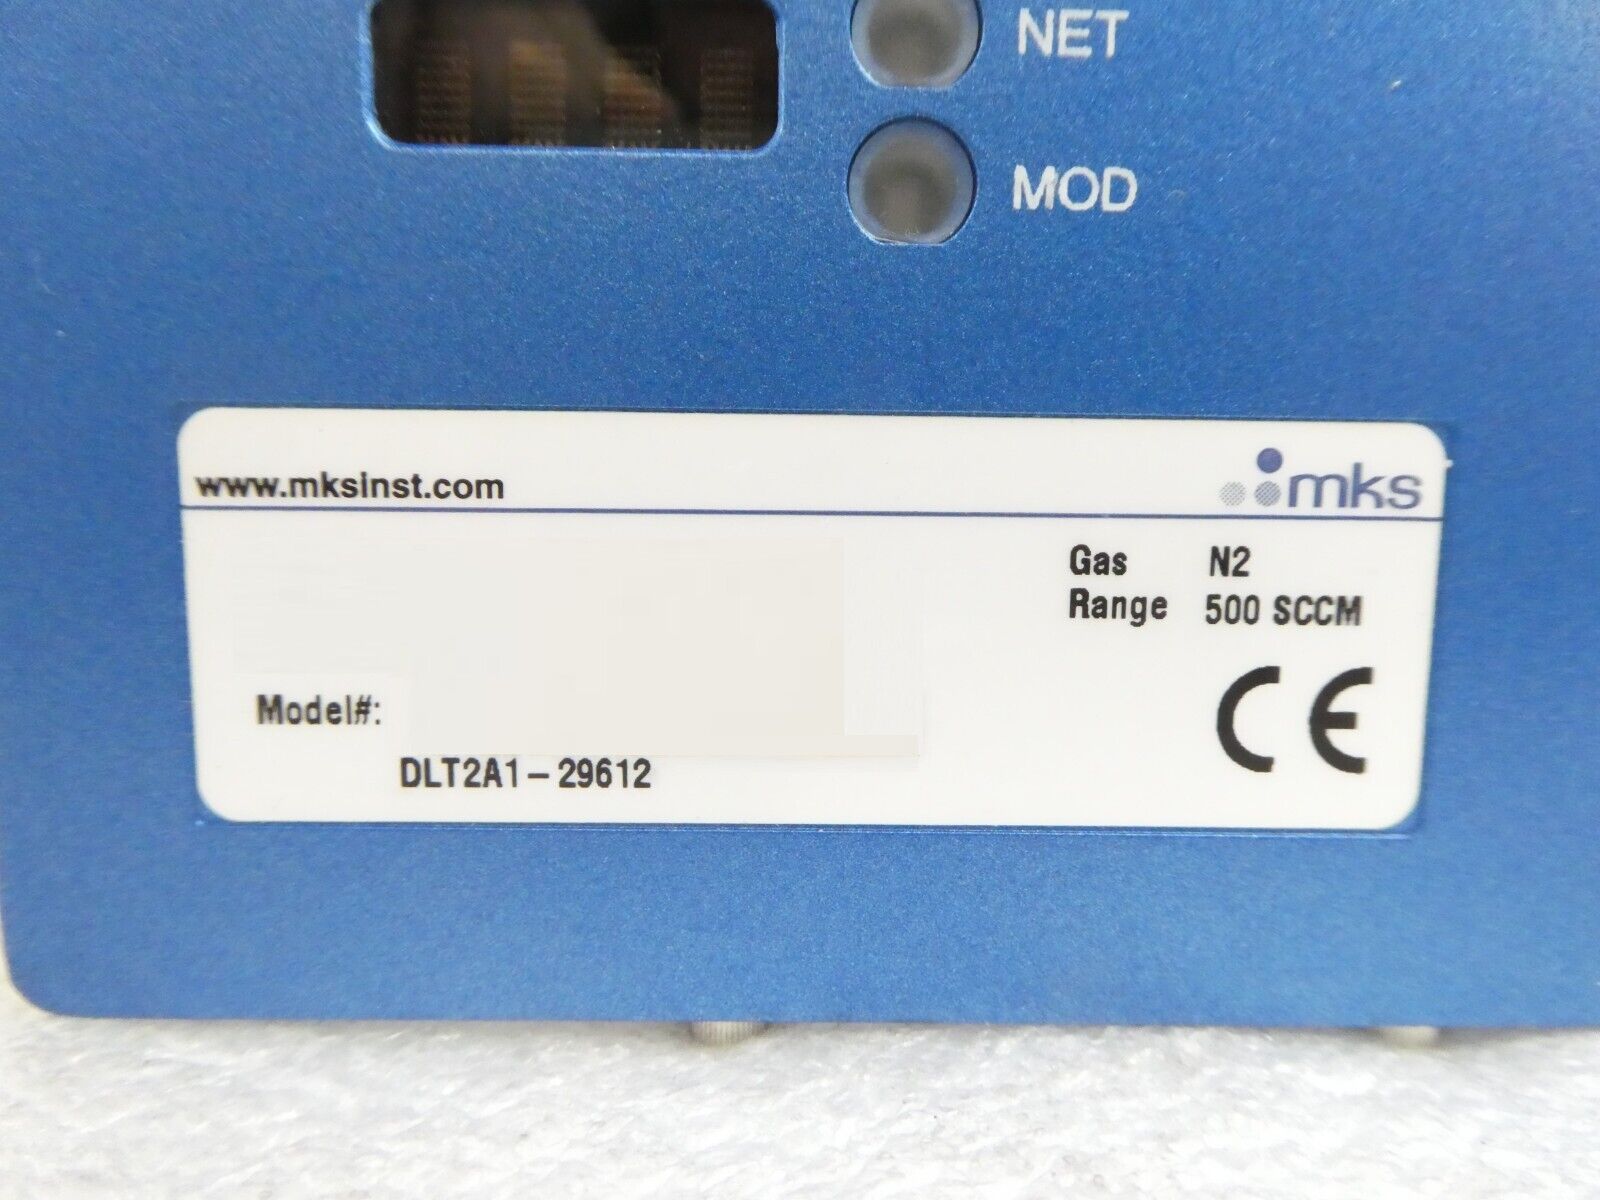 NET
MOD
www.mksinst.com
mks
Gas N2
Range 500 SCCM
Model#:
DLT2A1-29612
CE